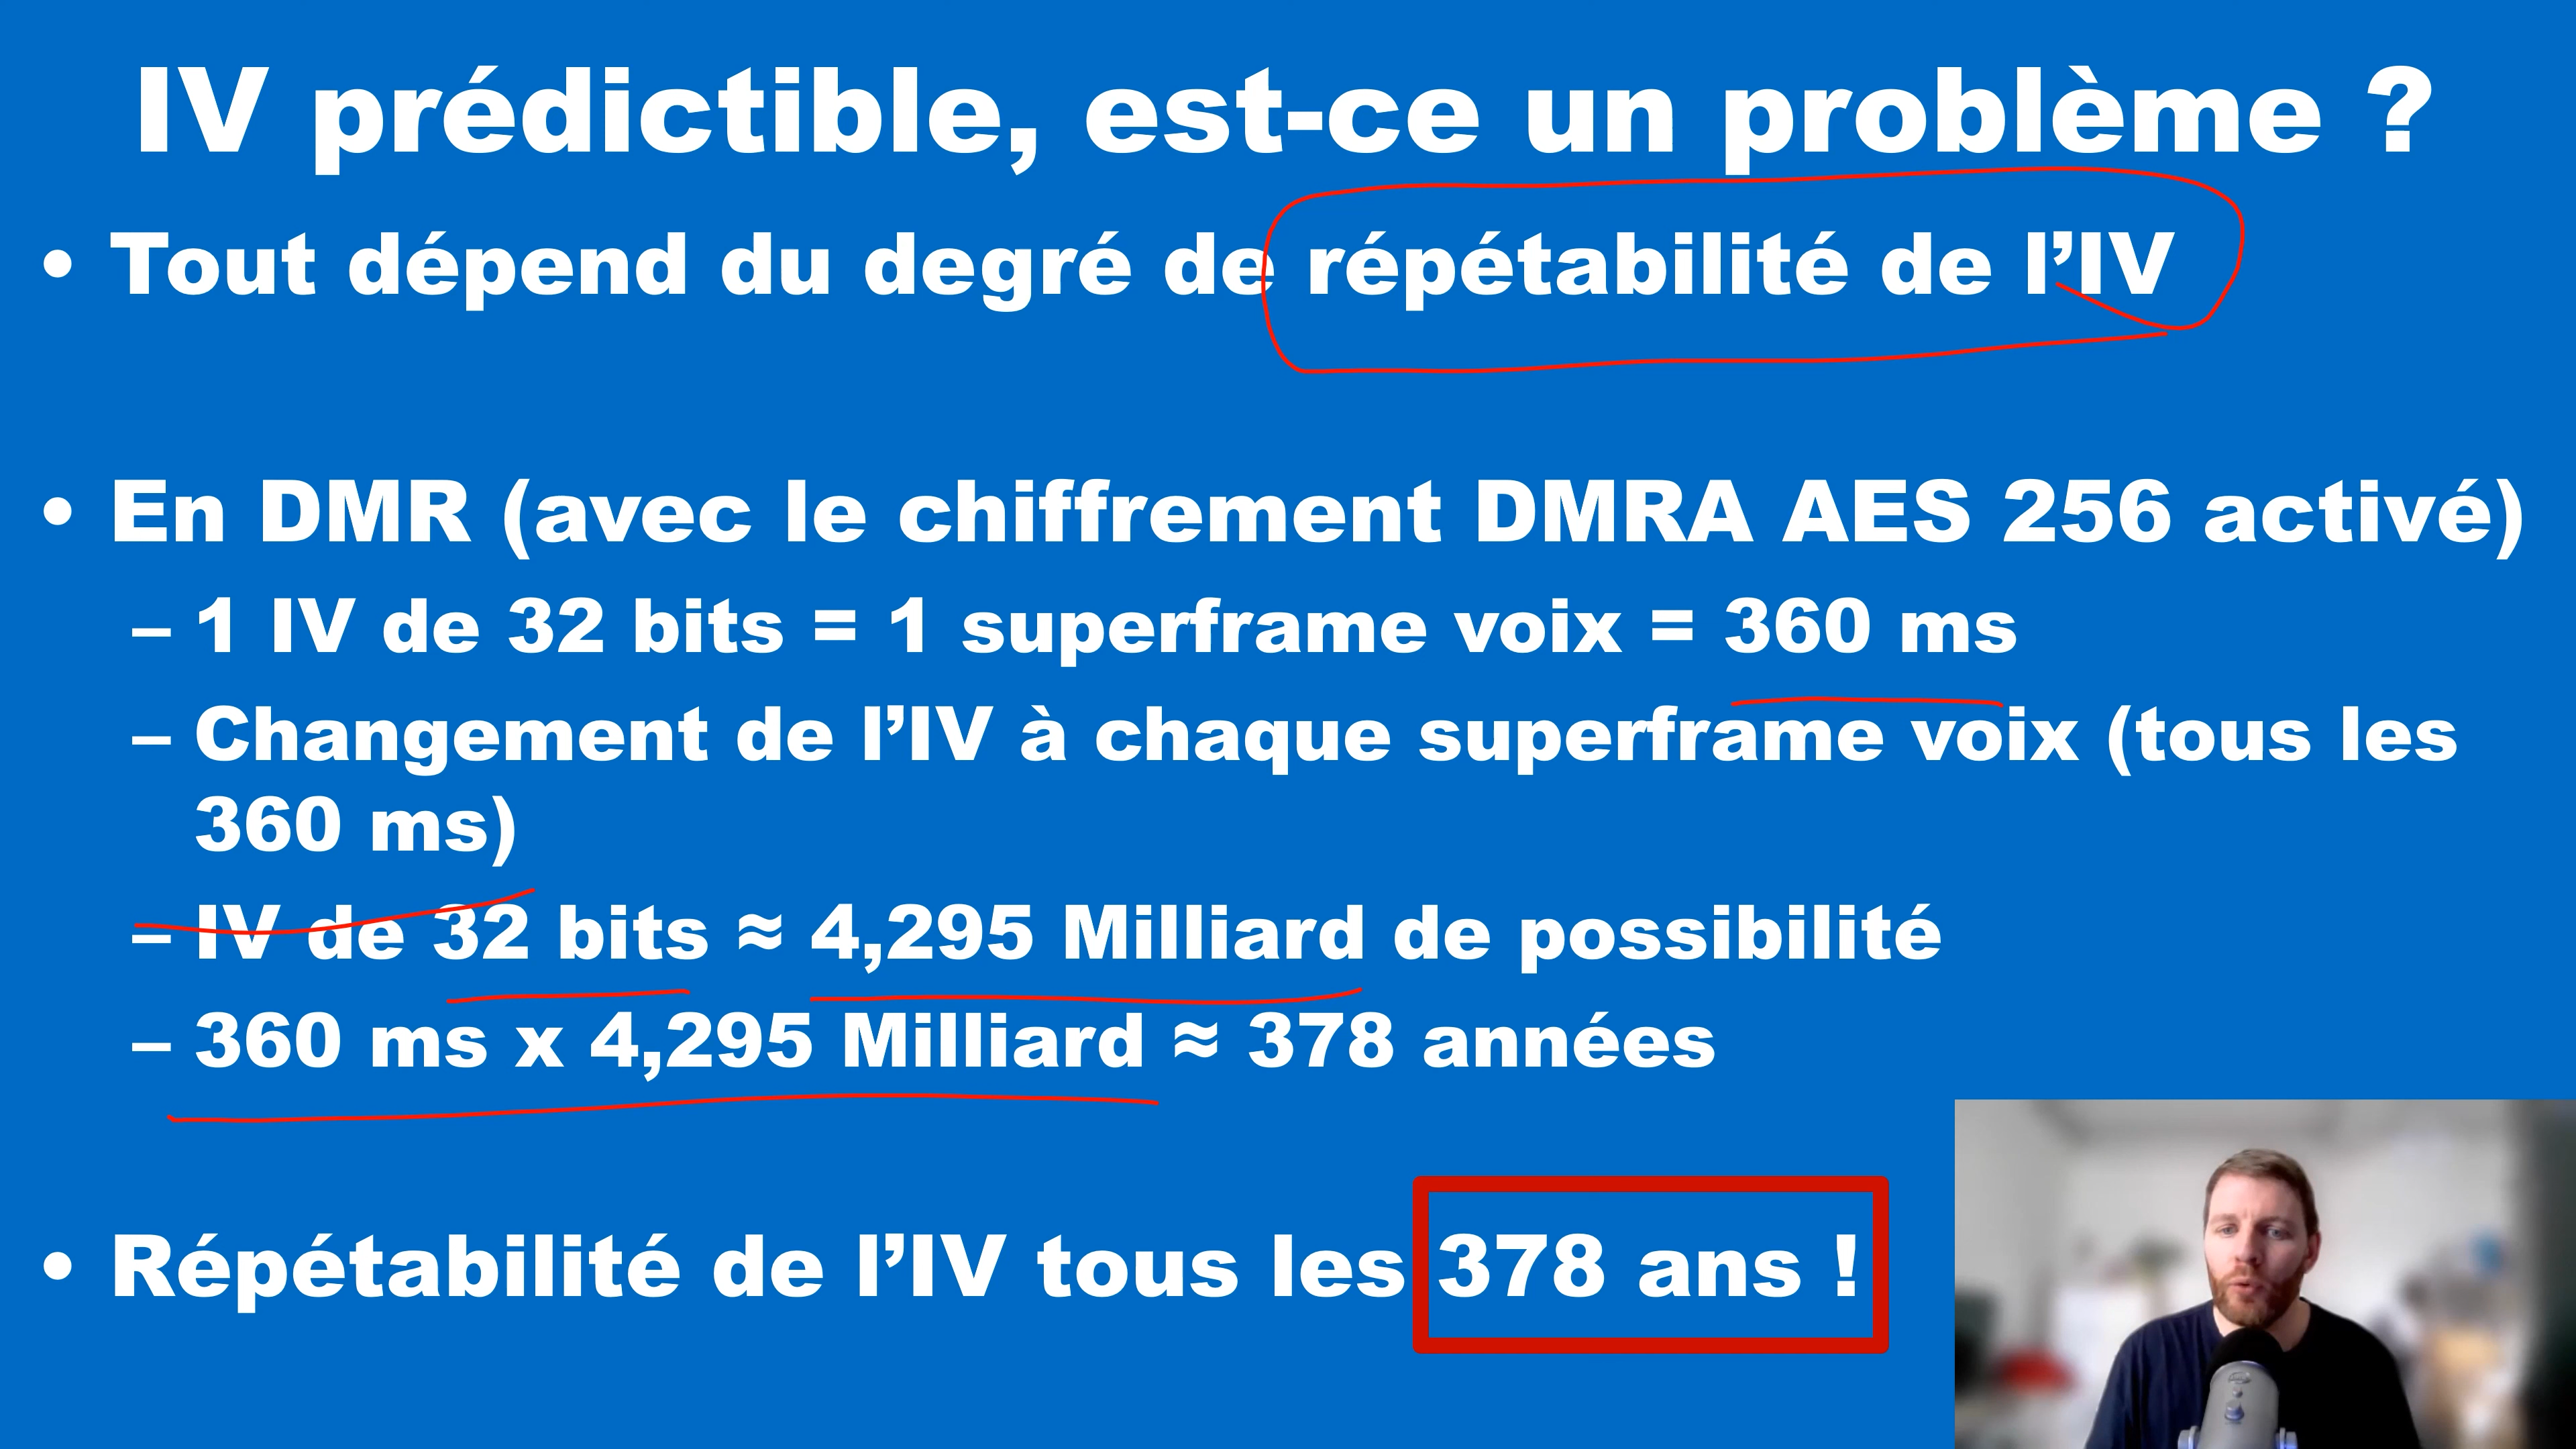 IV prédictible, est-ce un problème ?
• Tout dépend du degré de répétabilité de l’IV
• En DMR (avec le chiffrement DMRA AES 256 activé)
– 1 IV de 32 bits = 1 superframe voix = 360 ms
– Changement de l’IV à chaque superframe voix (tous les
360 ms)
– IV de 32 bits ≈ 4,295 Milliard de possibilité
– 360 ms x 4,295 Milliard ≈ 378 années
• Répétabilité de l’IV tous les 378 ans !